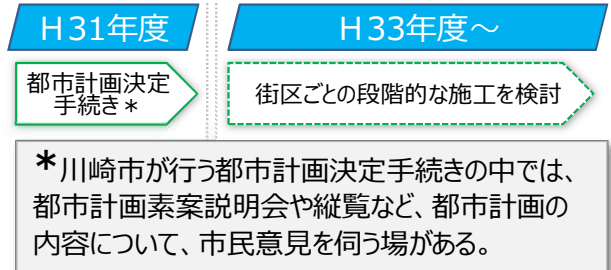 H31年度
H33年度～
都市計画決定
手続き＊
街区ごとの段階的な施工を検討
＊川崎市が行う都市計画決定手続きの中では、
都市計画素案説明会や縦覧など、都市計画の
内容について、市民意見を伺う場がある。